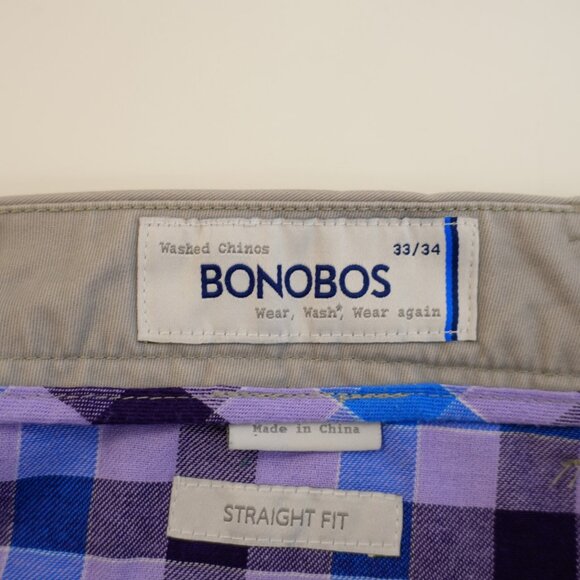 Washed Chinos 33/34
BONOBOS
Wear, Wash*, Wear again
Made in China
STRAIGHT FIT